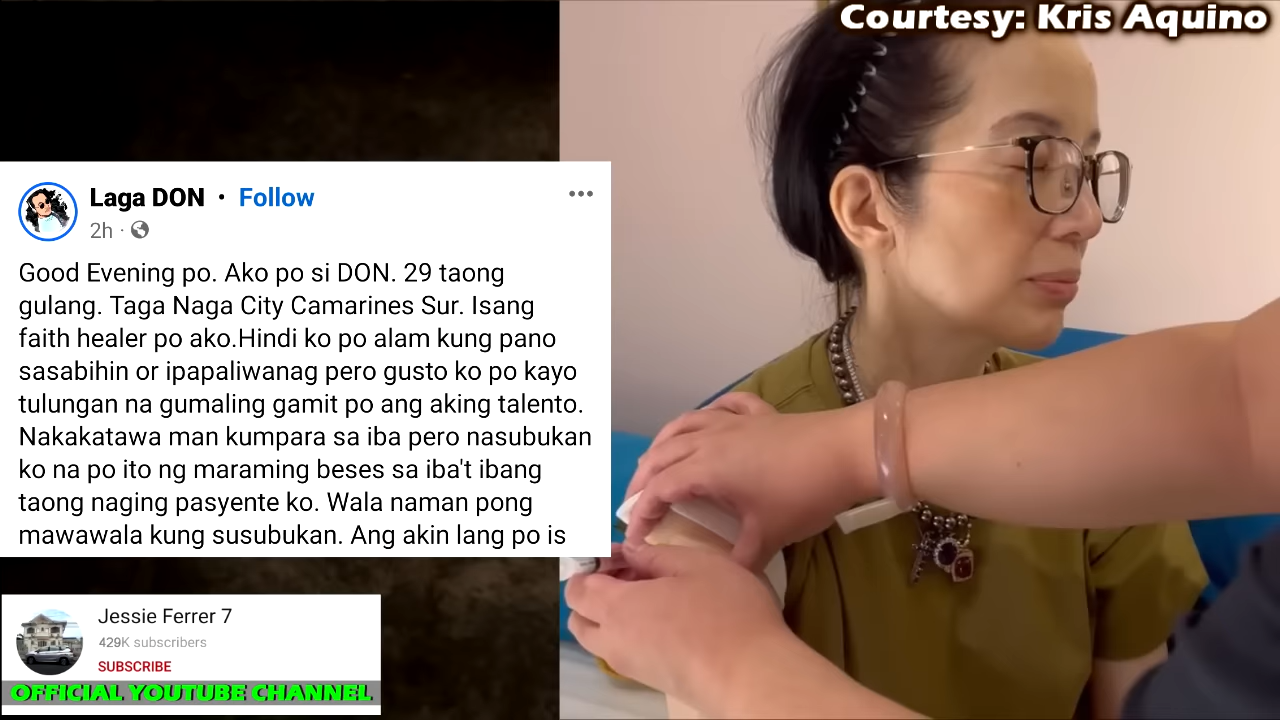 Courtesy: Kris Aquino
Laga DON • Follow
2h ·
Good Evening po. Ako po si DON. 29 taong
gulang. Taga Naga City Camarines Sur. Isang
faith healer po ako.Hindi ko po alam kung pano
sasabihin or ipapaliwanag pero gusto ko po kayo
tulungan na gumaling gamit po ang aking talento.
Nakakatawa man kumpara sa iba pero nasubukan
ko na po ito ng maraming beses sa iba't ibang
taong naging pasyente ko. Wala naman pong
mawawala kung susubukan. Ang akin lang po is
Jessie Ferrer 7
429K subscribers
SUBSCRIBE
OFFICIAL YOUTUBE CHANNEL